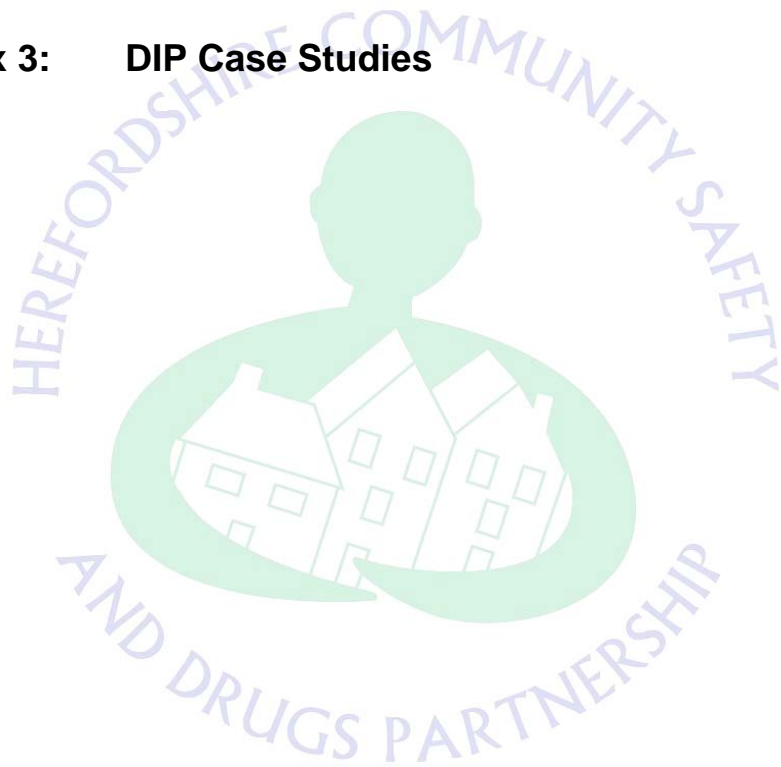 x 3: DIP Case Studies
HEREFORDSHIRE COMMUNITY SAFETY
AND DRUGS PARTNERSHIP